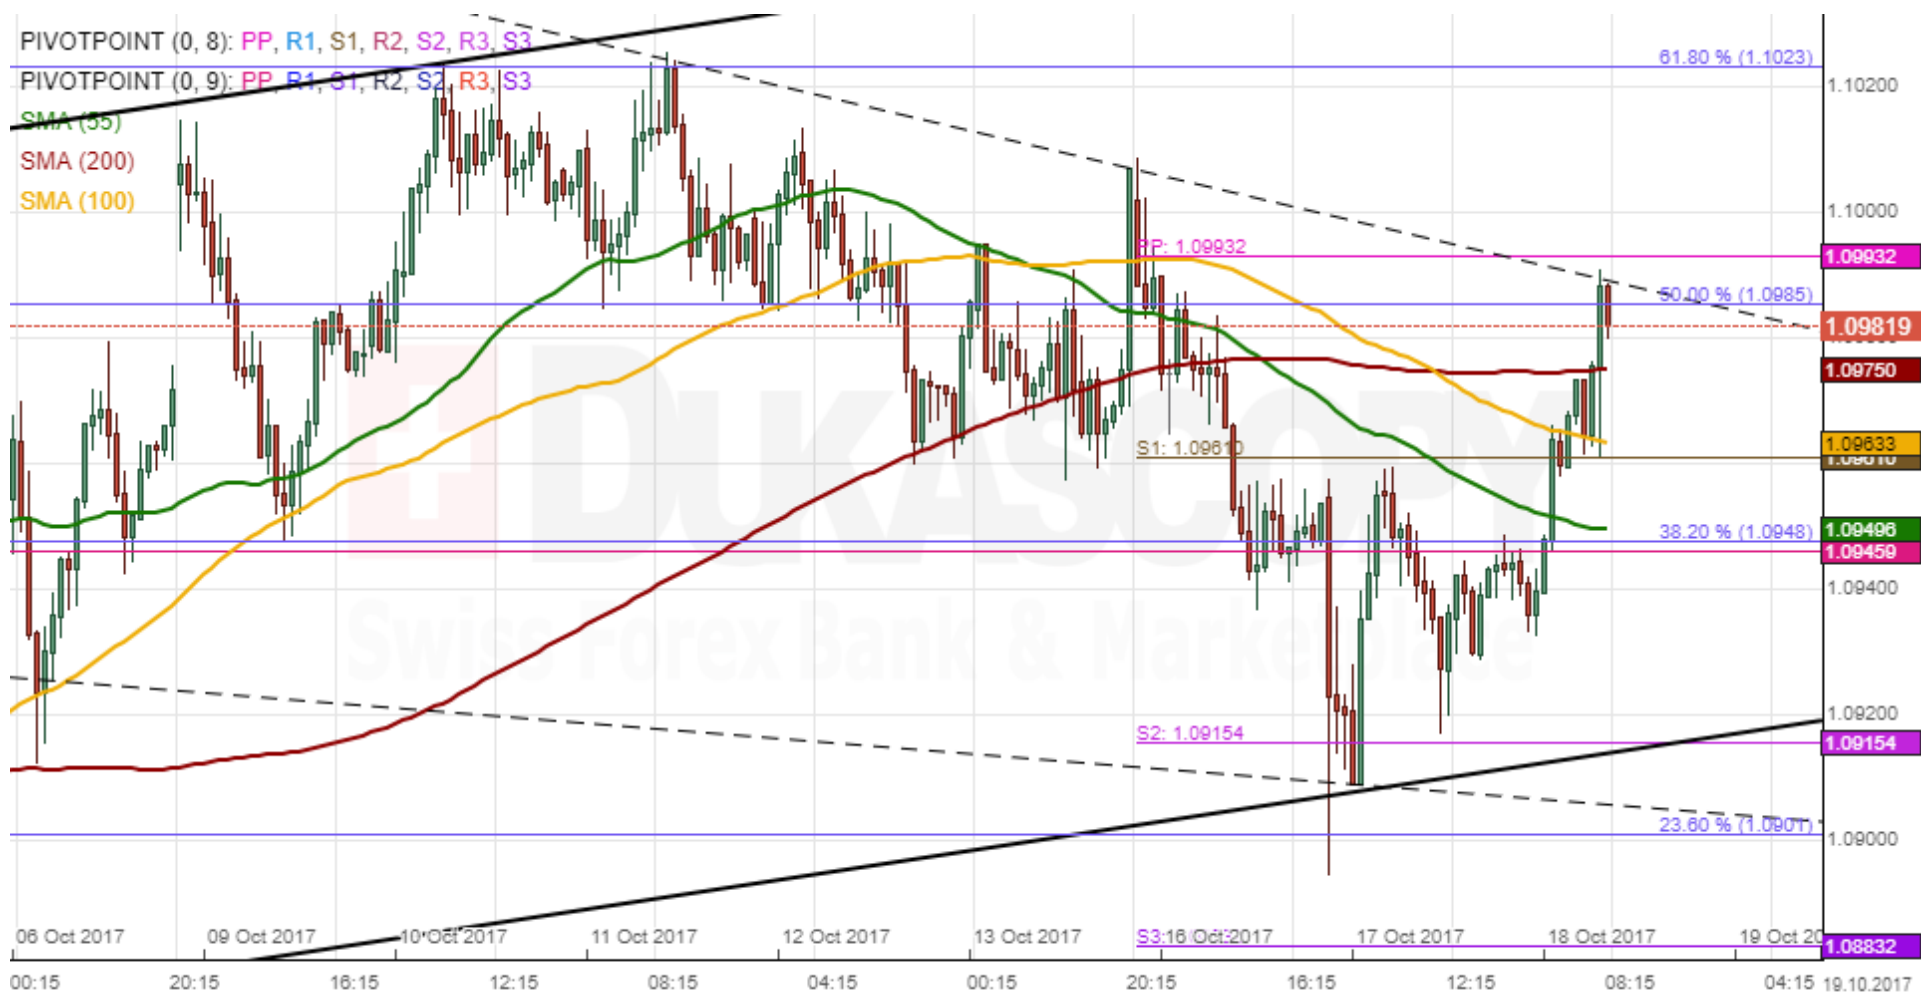 PIVOTPOINT (0, 8): PP, R1, S1, R2, S2, R3, S3
61.80 % (1.1023)
PIVOTPOINT (0, 9): PP, R1, S1, R2, S2, R3, S3
1.10200
SMA (55)
SMA (200)
SMA (100)
1.10000
PP: 1.09932
1.09932
50.00 % (1.0985)
1.09819
1.09750
DUKASCOPY
S1: 1.09610
1.09633
1.09610
38.20 % (1.0948)
1.09496
1.09459
1.09400
Swiss Forex Bank & Marketplace
1.09200
S2: 1.09154
1.09154
23.60 % (1.0901)
1.09000
06 Oct 2017 09 Oct 2017 10 Oct 2017 11 Oct 2017 12 Oct 2017 13 Oct 2017 S3: 16 Oct 2017 17 Oct 2017 18 Oct 2017 19 Oct 20
1.08832
00:15 20:15 16:15 12:15 08:15 04:15 00:15 20:15 16:15 12:15 08:15 04:15 19.10.2017